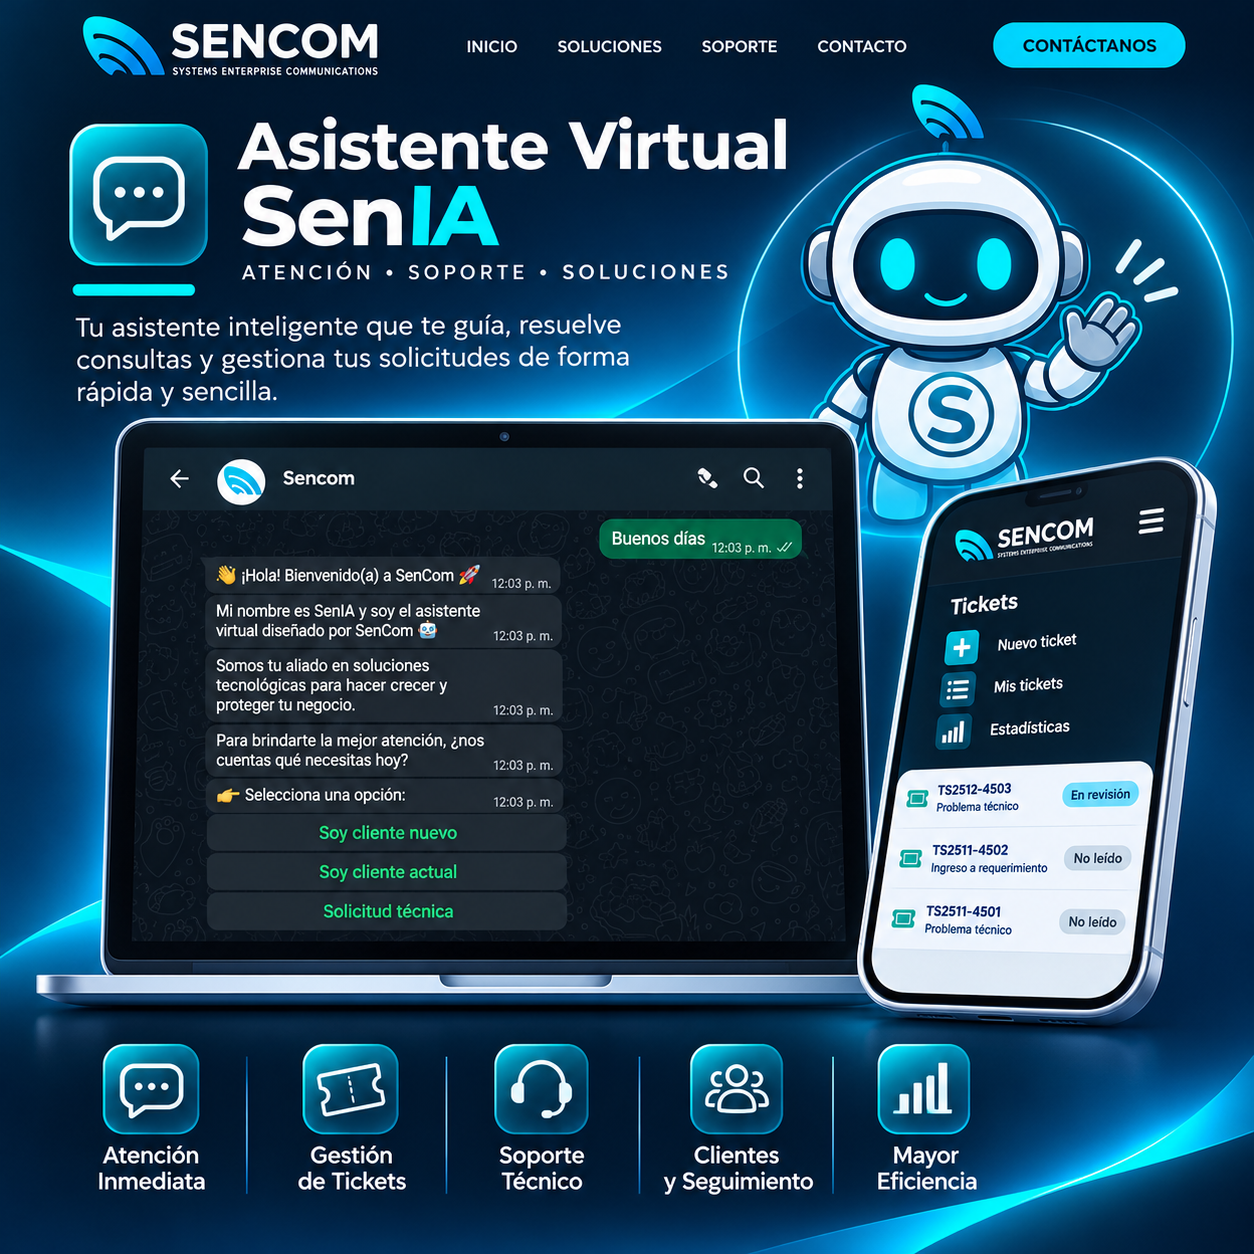 SENCOM
SYSTEMS ENTERPRISE COMMUNICATIONS
INICIO
SOLUCIONES
SOPORTE
CONTACTO
CONTÁCTANOS
Asistente Virtual
SenIA
ATENCIÓN • SOPORTE • SOLUCIONES
Tu asistente inteligente que te guía, resuelve
consultas y gestiona tus solicitudes de forma
rápida y sencilla.
S
Sencom
Buenos días 12:03 p. m.
👋 ¡Hola! Bienvenido(a) a SenCom 🚀 12:03 p. m.
Mi nombre es SenIA y soy el asistente
virtual diseñado por SenCom 🤖 12:03 p. m.
Somos tu aliado en soluciones
tecnológicas para hacer crecer y
proteger tu negocio. 12:03 p. m.
Para brindarte la mejor atención, ¿nos
cuentas qué necesitas hoy? 12:03 p. m.
👉 Selecciona una opción: 12:03 p. m.
Soy cliente nuevo
Soy cliente actual
Solicitud técnica
SENCOM
SYSTEMS ENTERPRISE COMMUNICATIONS
Tickets
Nuevo ticket
Mis tickets
Estadísticas
TS2512-4503
Problema técnico
En revisión
TS2511-4502
Ingreso a requerimiento
No leído
TS2511-4501
Problema técnico
No leído
Atención
Inmediata
Gestión
de Tickets
Soporte
Técnico
Clientes
y Seguimiento
Mayor
Eficiencia